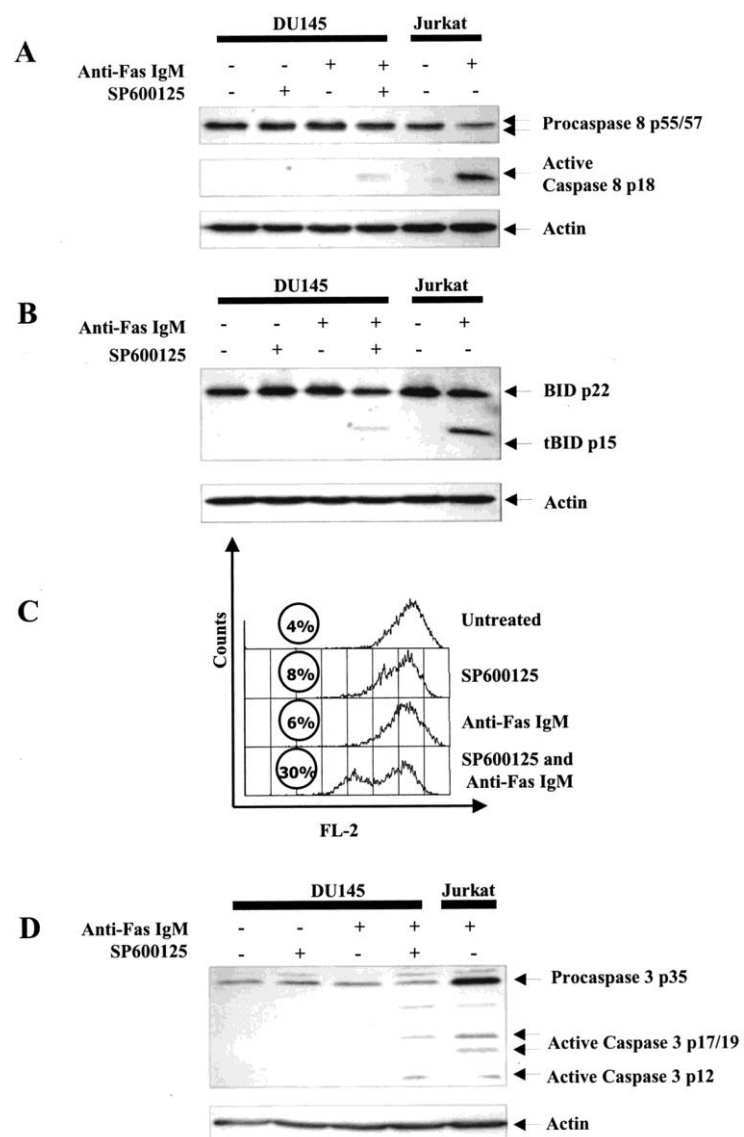 DU145 Jurkat
A
Anti-Fas IgM - - + + - +
SP600125 - + - + - -
Procaspase 8 p55/57
Active
Caspase 8 p18
Actin
DU145 Jurkat
B
Anti-Fas IgM - - + + - +
SP600125 - + - + - -
BID p22
tBID p15
Actin
C
Counts
4% Untreated
8% SP600125
6% Anti-Fas IgM
30% SP600125 and
Anti-Fas IgM
FL-2
DU145 Jurkat
D
Anti-Fas IgM - - + + +
SP600125 - + - + -
Procaspase 3 p35
Active Caspase 3 p17/19
Active Caspase 3 p12
Actin